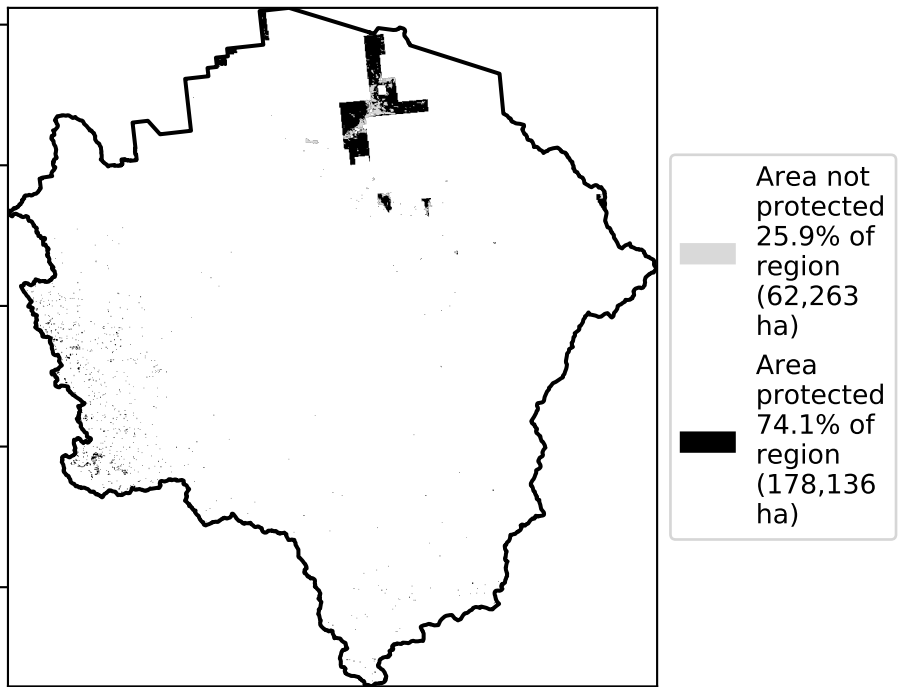 Area not
protected
25.9% of
region
(62,263
ha)
Area
protected
74.1% of
region
(178,136
ha)